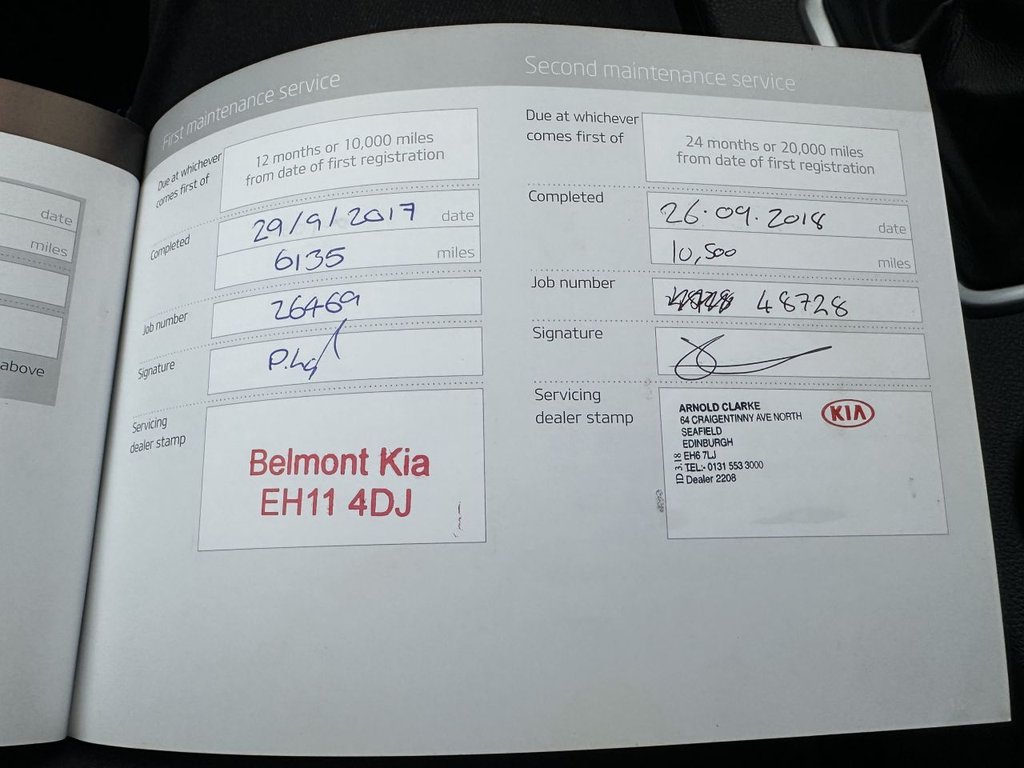 date
miles
above
First maintenance service
Due at whichever
comes first of
12 months or 10,000 miles
from date of first registration
Completed
29/9/2017 date
6135 miles
Job number
26469
Signature
Servicing
dealer stamp
Belmont Kia
EH11 4DJ
Second maintenance service
Due at whichever
comes first of
24 months or 20,000 miles
from date of first registration
Completed
26.09.2018 date
10,500 miles
Job number
48728
Signature
Servicing
dealer stamp
ARNOLD CLARKE
64 CRAIGENTINNY AVE NORTH
SEAFIELD
EDINBURGH
EH6 7LJ
TEL:- 0131 553 3000
Dealer 2208
ID 3.18
KIA